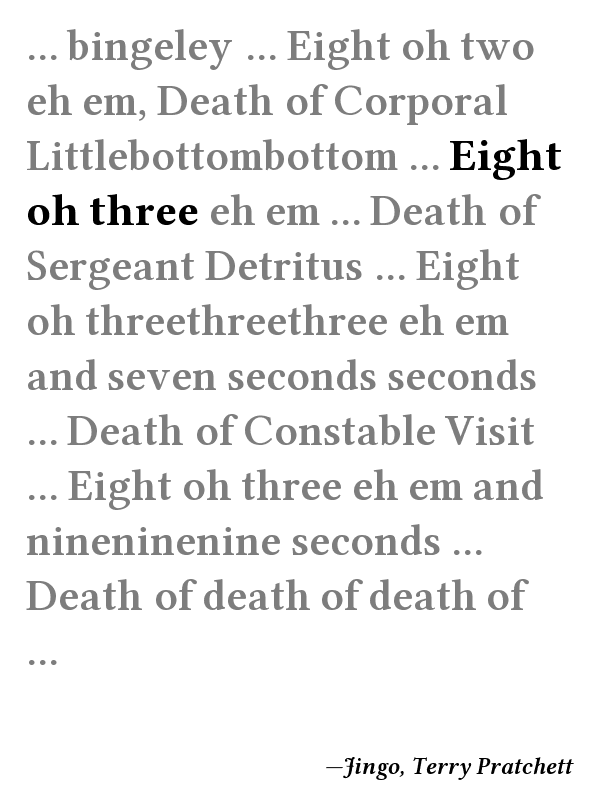 ... bingeley ... Eight oh two
eh em, Death of Corporal
Littlebottombottom ... Eight
oh three eh em ... Death of
Sergeant Detritus ... Eight
oh threethreethree eh em
and seven seconds seconds
... Death of Constable Visit
... Eight oh three eh em and
nineninenine seconds ...
Death of death of death of
...
—Jingo, Terry Pratchett